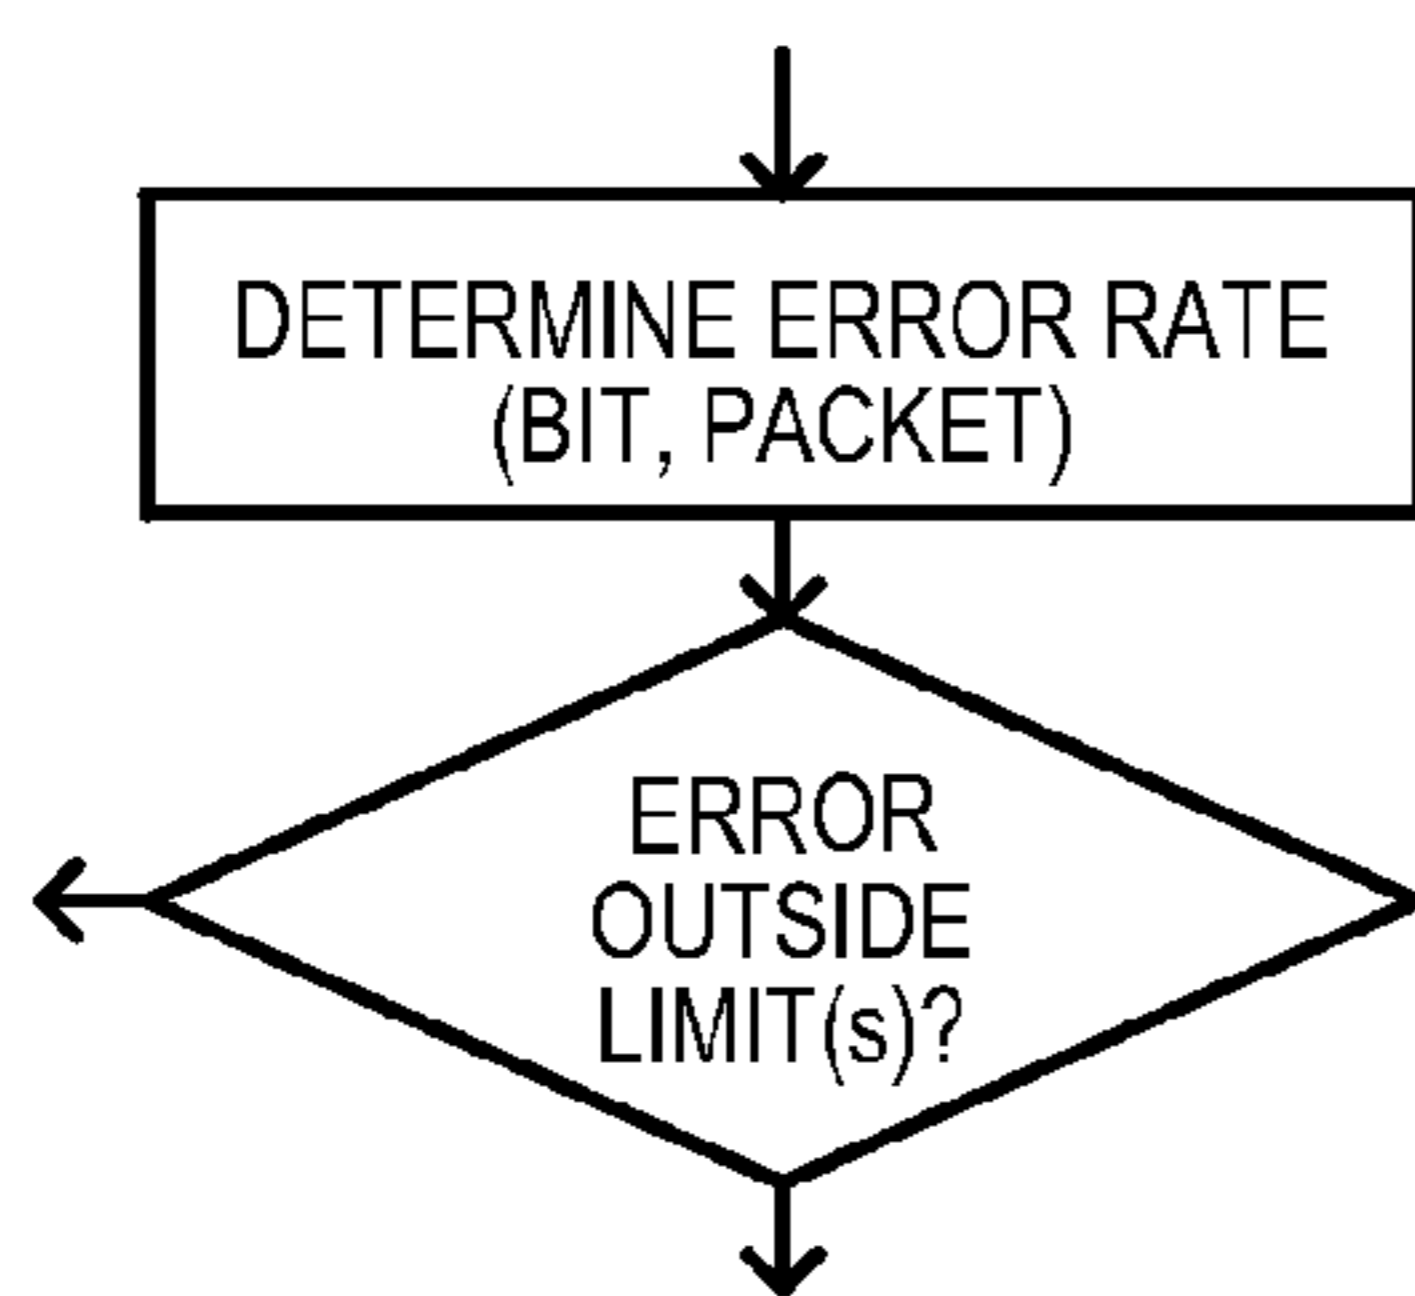 DETERMINE ERROR RATE
(BIT, PACKET)
ERROR
OUTSIDE
LIMIT(s)?